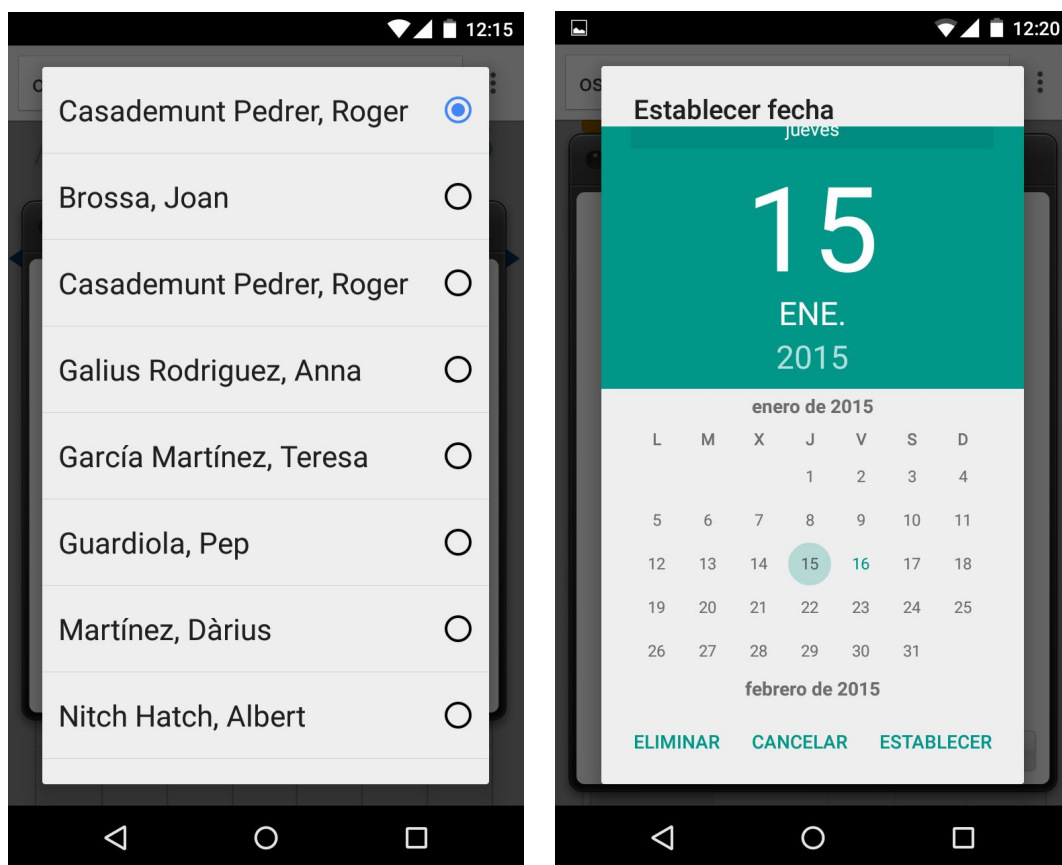 12:15
Casademunt Pedrer, Roger
Brossa, Joan
Casademunt Pedrer, Roger
Galius Rodriguez, Anna
García Martínez, Teresa
Guardiola, Pep
Martínez, Dàrius
Nitch Hatch, Albert
12:20
os
Establecer fecha
jueves
15
ENE.
2015
enero de 2015
L M X J V S D
1 2 3 4
5 6 7 8 9 10 11
12 13 14 15 16 17 18
19 20 21 22 23 24 25
26 27 28 29 30 31
febrero de 2015
ELIMINAR CANCELAR ESTABLECER